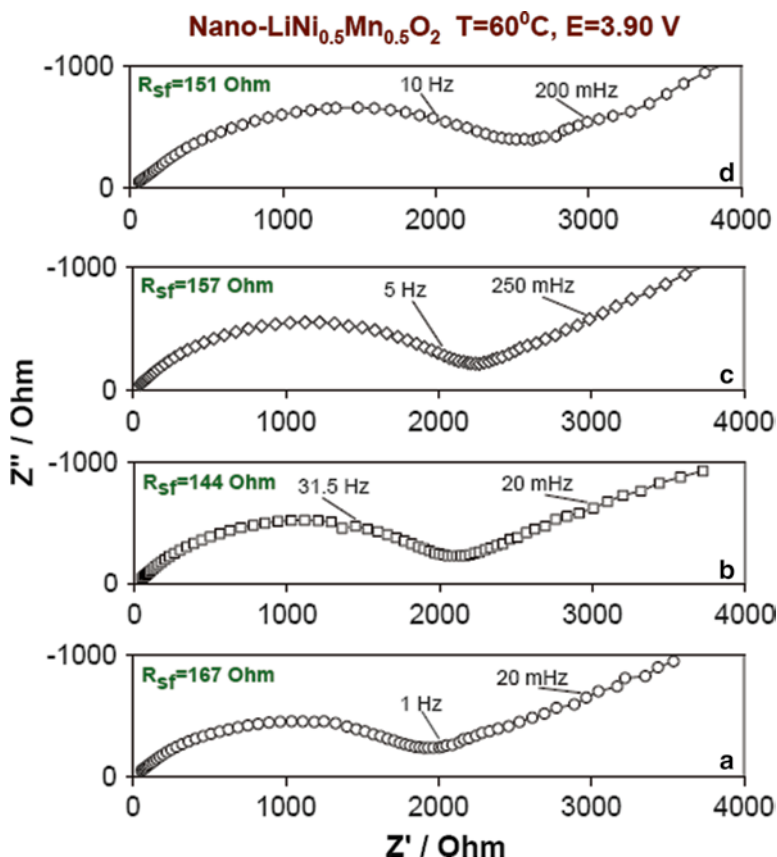 Nano-LiNi0.5Mn0.5O2 T=60⁰C, E=3.90 V
-1000
Rsf=151 Ohm
10 Hz
200 mHz
0
d
0 1000 2000 3000 4000
-1000
Rsf=157 Ohm
5 Hz
250 mHz
0
c
0 1000 2000 3000 4000
Z" / Ohm
-1000
Rsf=144 Ohm
31.5 Hz
20 mHz
0
b
0 1000 2000 3000 4000
-1000
Rsf=167 Ohm
1 Hz
20 mHz
0
a
0 1000 2000 3000 4000
Z' / Ohm